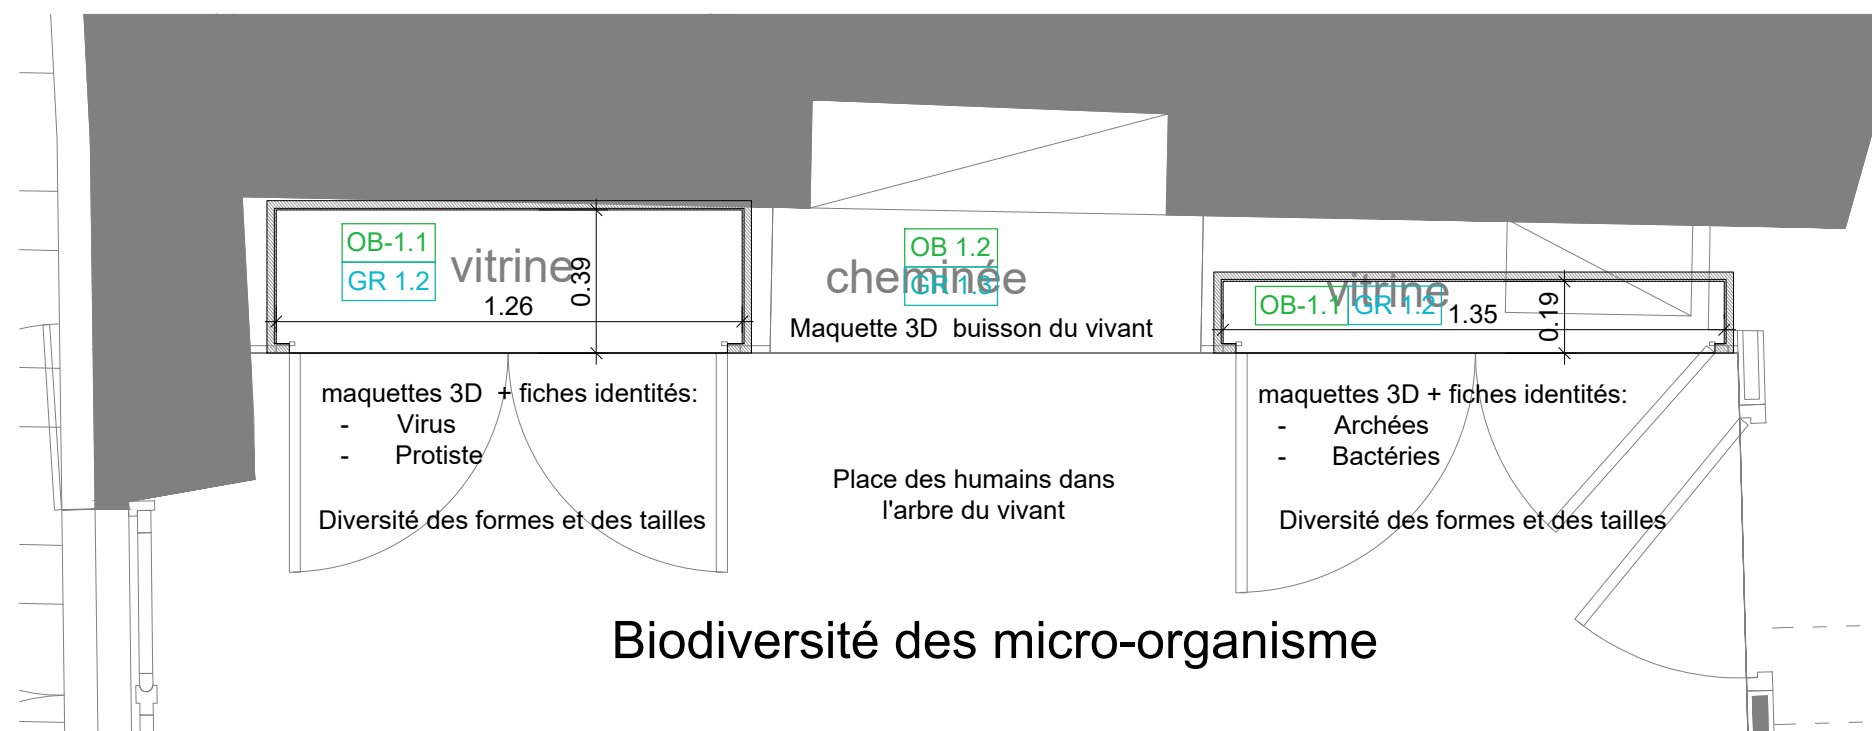 OB-1.1
GR 1.2
vitrine
1.26
0.39
OB 1.2
cheminée
GR 1.3
Maquette 3D buisson du vivant
vitrine
OB-1.1
GR 1.2
1.35
0.19
maquettes 3D + fiches identités:
- Virus
- Protiste
Diversité des formes et des tailles
Place des humains dans
l'arbre du vivant
maquettes 3D + fiches identités:
- Archées
- Bactéries
Diversité des formes et des tailles
Biodiversité des micro-organisme